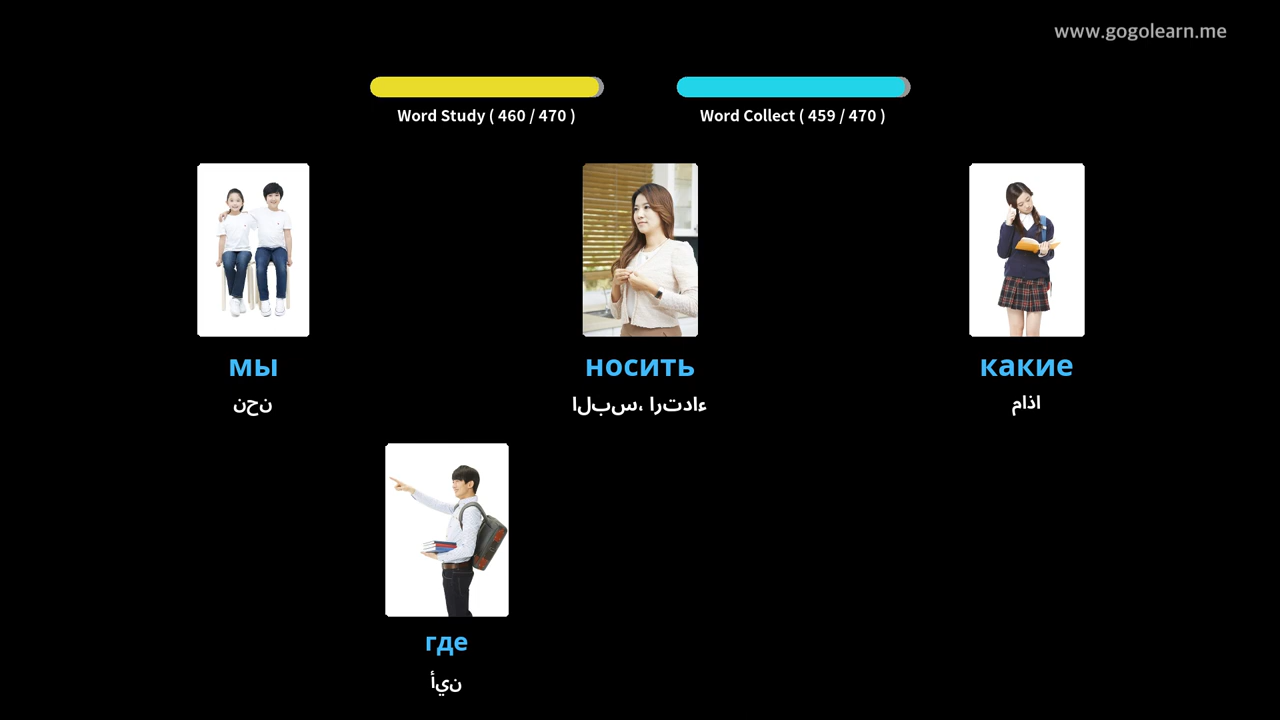 www.gogolearn.me
Word Study ( 460 / 470 )
Word Collect ( 459 / 470 )
мы
носить
какие
نحن
البس، ارتداء
ماذا
где
أين